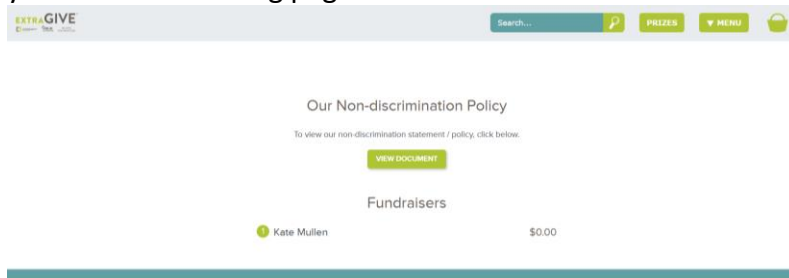 EXTRAGIVE
Search...
PRIZES
▼ MENU
Our Non-discrimination Policy
To view our non-discrimination statement / policy, click below.
VIEW DOCUMENT
Fundraisers
1 Kate Mullen $0.00